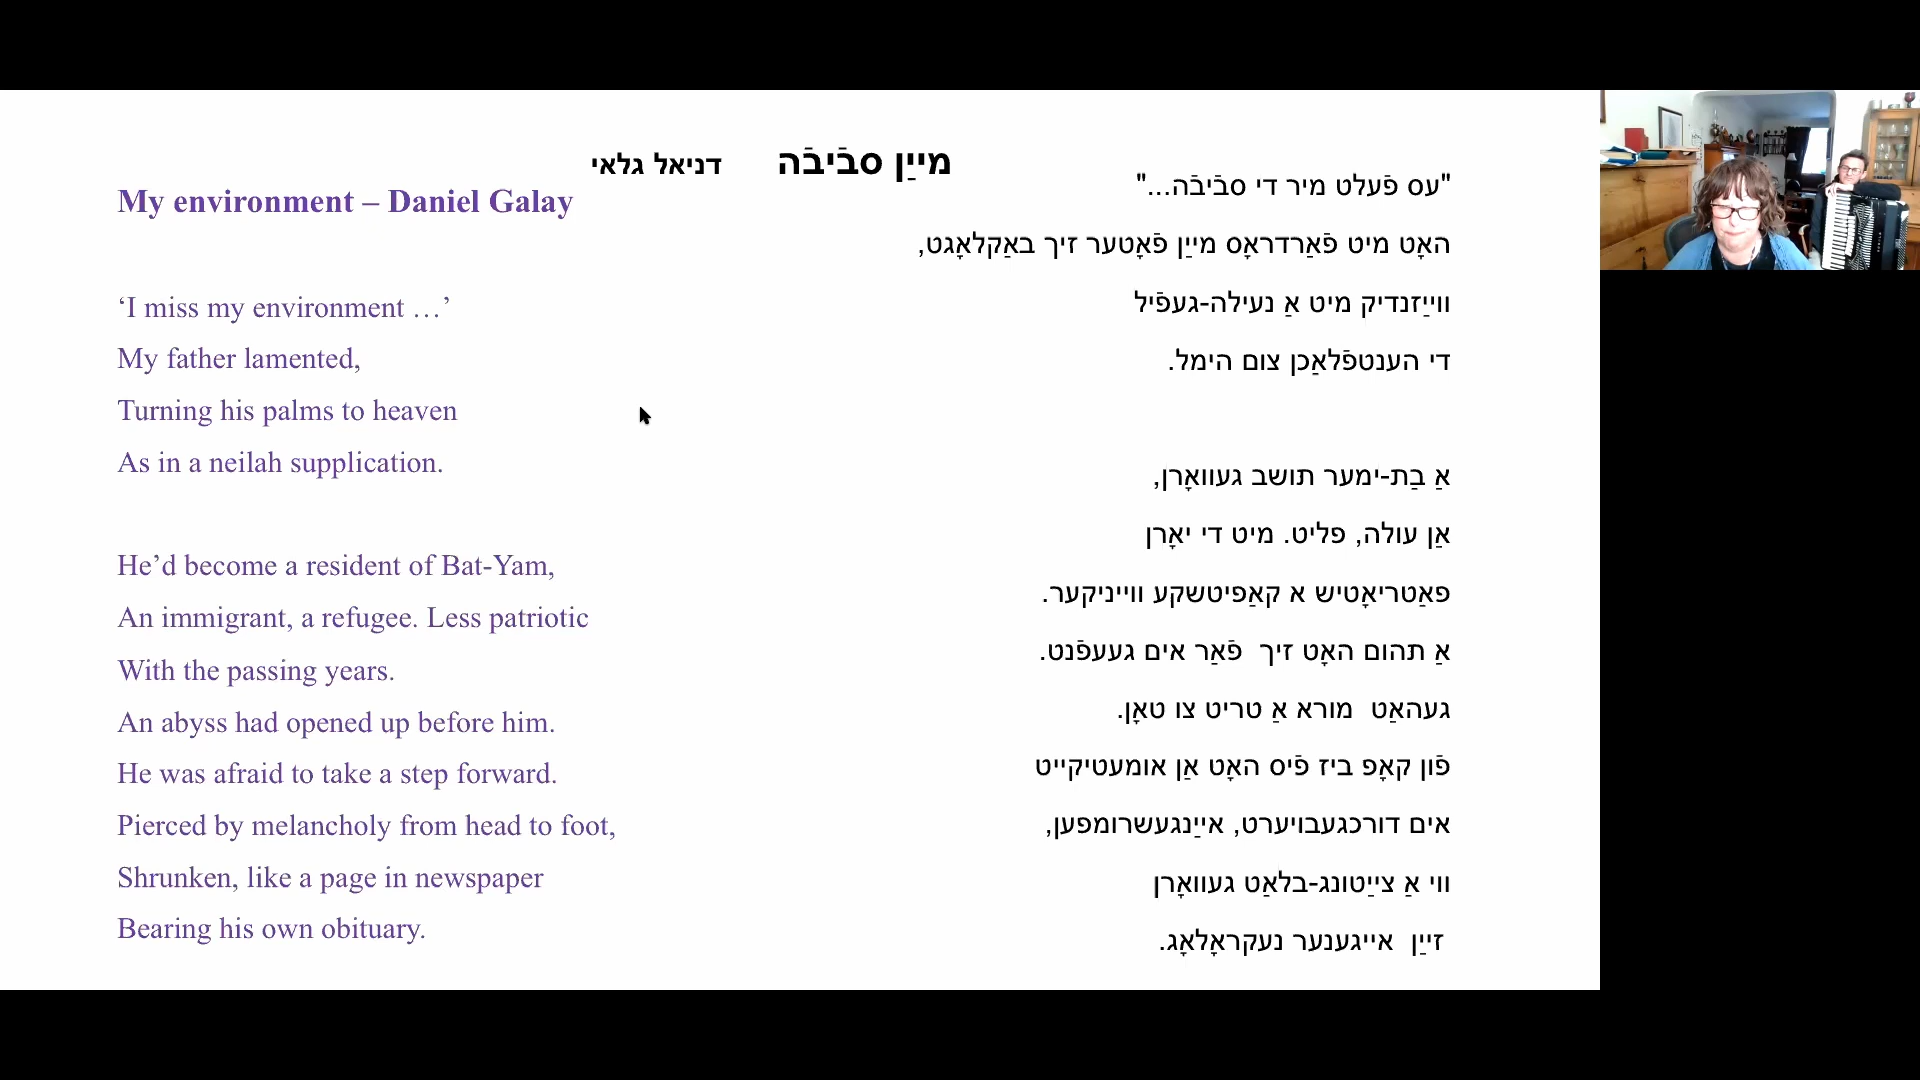 מייַן סבֿיבֿה דניאל גלאי
My environment – Daniel Galay
‘I miss my environment …’
My father lamented,
Turning his palms to heaven
As in a neilah supplication.
He’d become a resident of Bat-Yam,
An immigrant, a refugee. Less patriotic
With the passing years.
An abyss had opened up before him.
He was afraid to take a step forward.
Pierced by melancholy from head to foot,
Shrunken, like a page in newspaper
Bearing his own obituary.
"עס פֿעלט מיר די סבֿיבֿה..."
האָט מיט פֿאַרדראָס מייַן פֿאָטער זיך באַקלאָגט,
ווייַזנדיק מיט אַ נעילה-געפֿיל
די הענטפֿלאַכן צום הימל.
אַ בַת-ימער תושב געוואָרן,
אַן עולה, פליט. מיט די יאָרן
פּאַטריאָטיש א קאַפּיטשקע ווייניקער.
אַ תהום האָט זיך פֿאַר אים געעפֿנט.
געהאַט מורא אַ טריט צו טאָן.
פֿון קאָפּ ביז פֿיס האָט אַן אומעטיקייט
אים דורכגעבויערט, אייַנגעשרומפּען,
ווי אַ צייַטונג-בלאַט געוואָרן
זייַן אייגענער נעקראָלאָג.